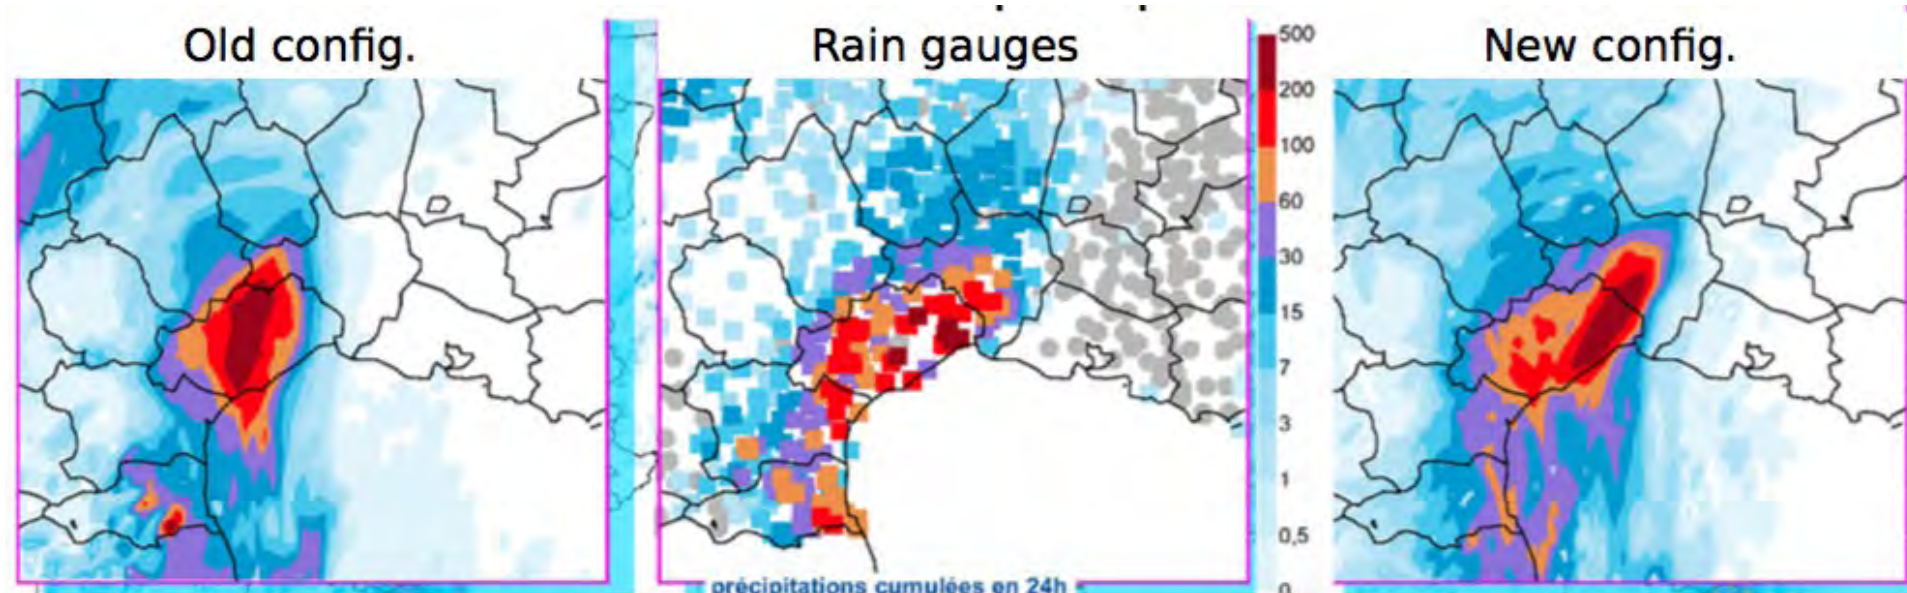 Old config.
Rain gauges
New config.
500
200
100
60
30
15
7
3
1
0,5
précipitations cumulées en 24h